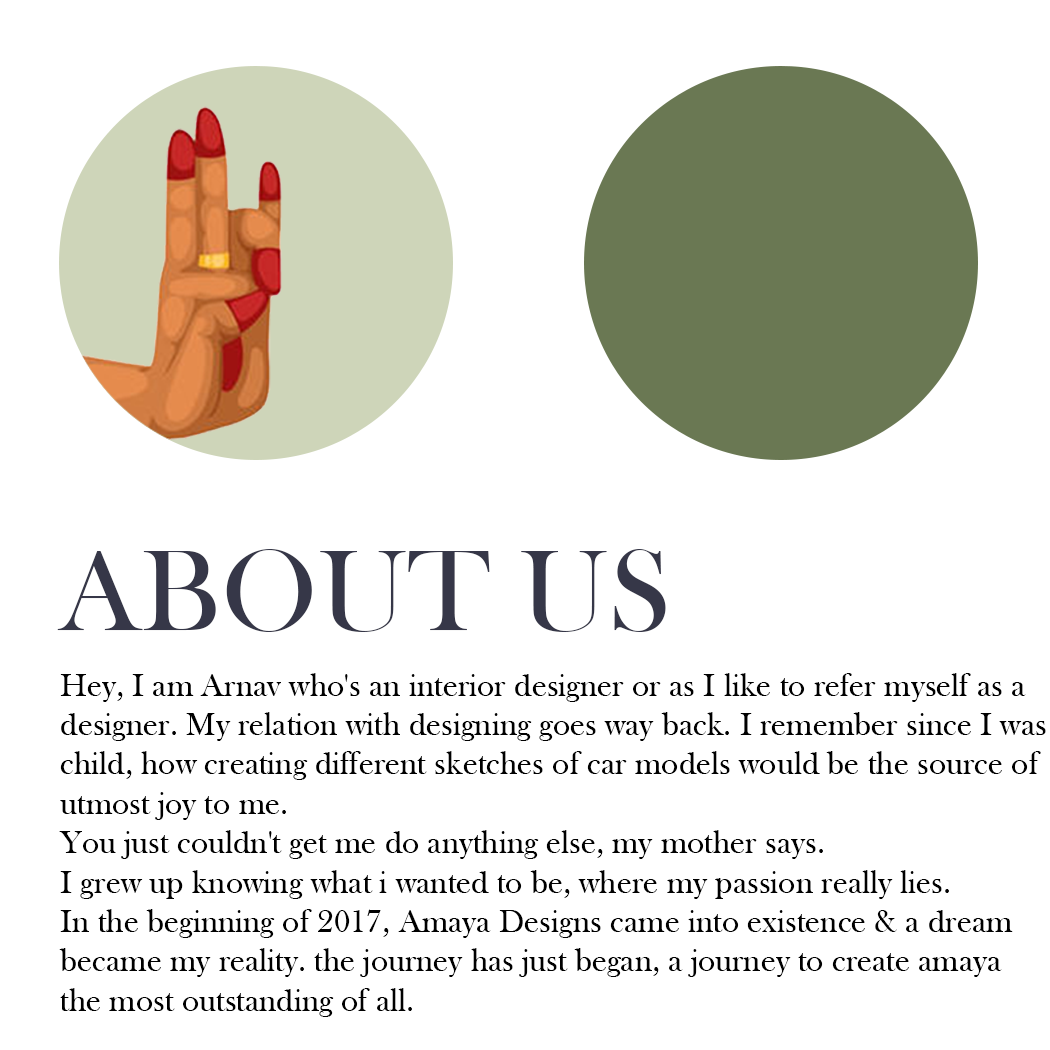 ABOUT US
Hey, I am Arnav who's an interior designer or as I like to refer myself as a
designer. My relation with designing goes way back. I remember since I was
child, how creating different sketches of car models would be the source of
utmost joy to me.
You just couldn't get me do anything else, my mother says.
I grew up knowing what i wanted to be, where my passion really lies.
In the beginning of 2017, Amaya Designs came into existence & a dream
became my reality. the journey has just began, a journey to create amaya
the most outstanding of all.